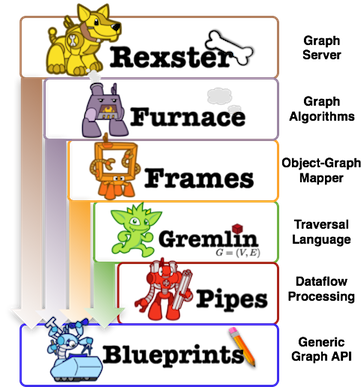 Rexster
Graph
Server
Furnace
Graph
Algorithms
Frames
Object-Graph
Mapper
Gremlin
G = (V, E)
Traversal
Language
Pipes
Dataflow
Processing
Blueprints
Generic
Graph API